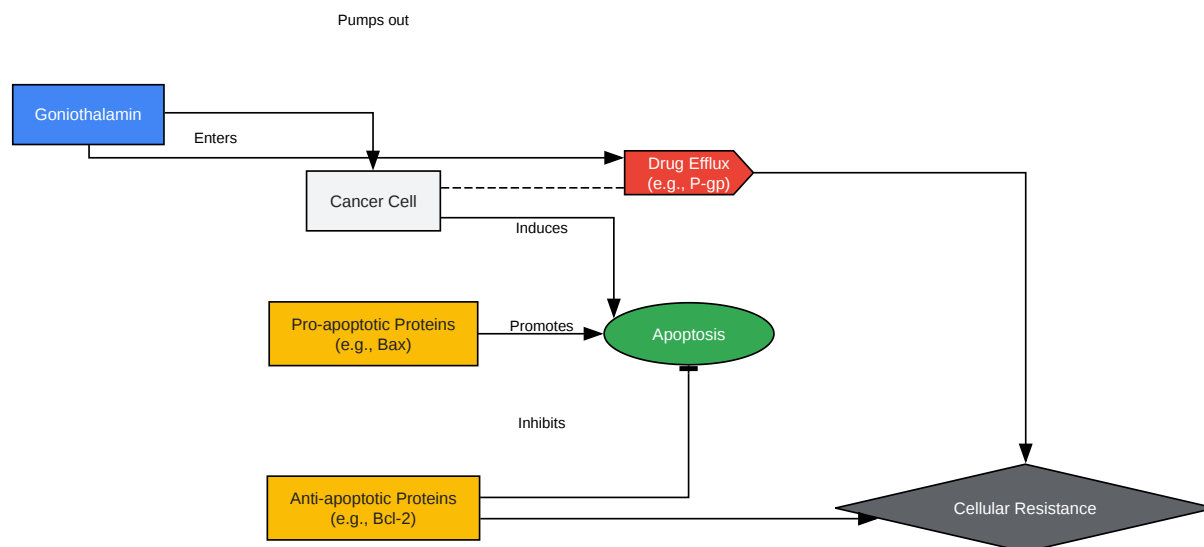 Pumps out
Goniothalamin
Enters
Drug Efflux
(e.g., P-gp)
Cancer Cell
Induces
Pro-apoptotic Proteins
(e.g., Bax)
Promotes
Apoptosis
Inhibits
Anti-apoptotic Proteins
(e.g., Bcl-2)
Cellular Resistance